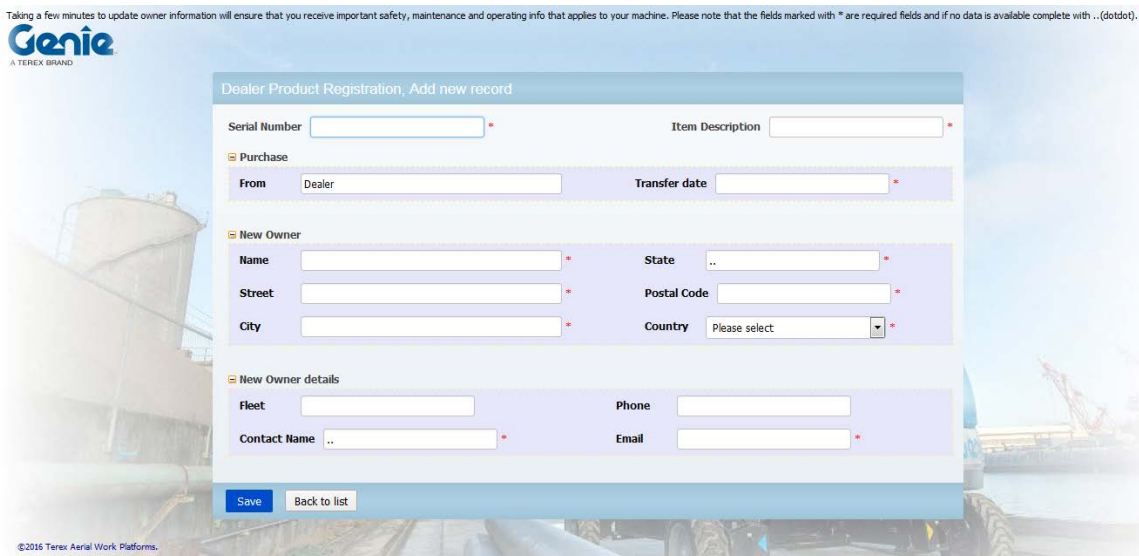 Taking a few minutes to update owner information will ensure that you receive important safety, maintenance and operating info that applies to your machine. Please note that the fields marked with * are required fields and if no data is available complete with ..(dotdot).
Genie
A TEREX BRAND
Dealer Product Registration, Add new record
Serial Number * Item Description *
Purchase
From Dealer Transfer date *
New Owner
Name * State .. *
Street * Postal Code *
City * Country Please select *
New Owner details
Fleet Phone
Contact Name .. * Email *
Save Back to list
©2016 Terex Aerial Work Platforms.